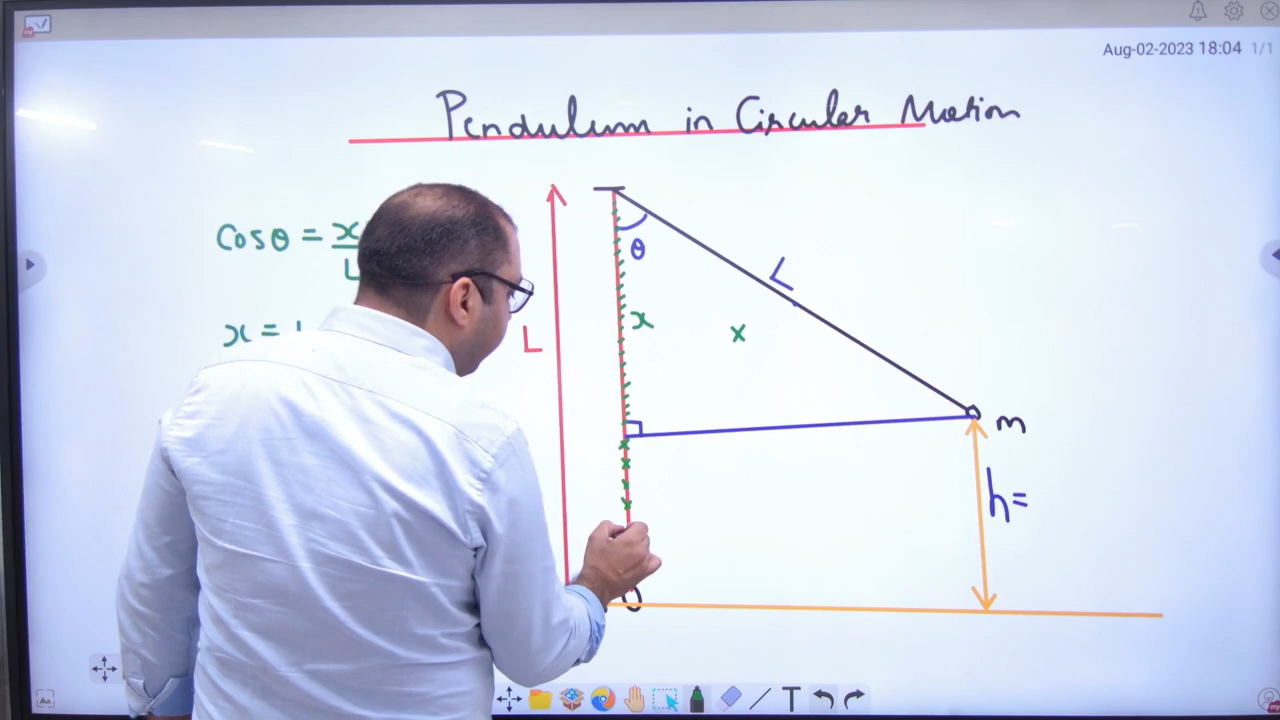 Aug-02-2023 18:04 1/1
Pendulum in Circular Motion
Cosθ = x
L
x =
L
θ
L
x
x
m
h=
T